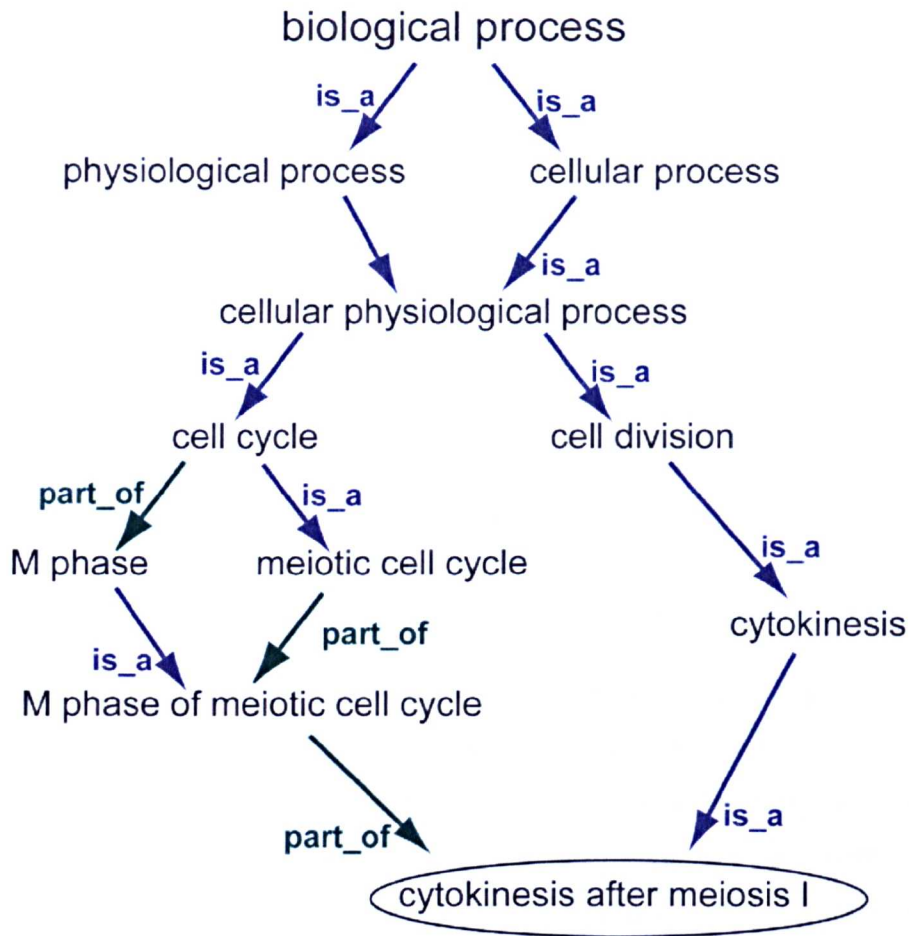 biological process
is_a
is_a
physiological process
cellular process
is_a
cellular physiological process
is_a
is_a
cell cycle
cell division
part_of
is_a
is_a
M phase
meiotic cell cycle
cytokinesis
part_of
is_a
M phase of meiotic cell cycle
is_a
part_of
cytokinesis after meiosis I